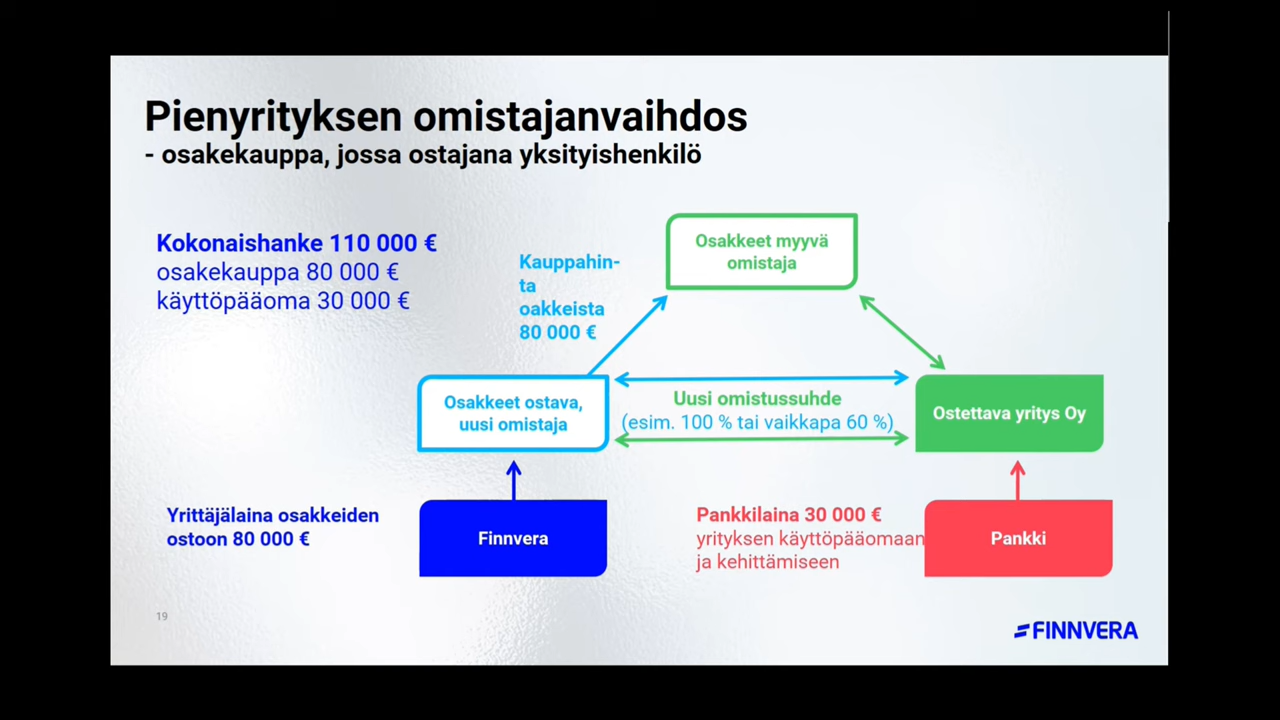 Pienyrityksen omistajanvaihdos
- osakekauppa, jossa ostajana yksityishenkilö
Kokonaishanke 110 000 €
osakekauppa 80 000 €
käyttöpääoma 30 000 €
Kauppahin-
ta
oakkeista
80 000 €
Osakkeet myyvä
omistaja
Osakkeet ostava,
uusi omistaja
Uusi omistussuhde
(esim. 100 % tai vaikkapa 60 %)
Ostettava yritys Oy
Yrittäjälaina osakkeiden
ostoon 80 000 €
Finnvera
Pankkilaina 30 000 €
yrityksen käyttöpääomaan
ja kehittämiseen
Pankki
19
FINNVERA